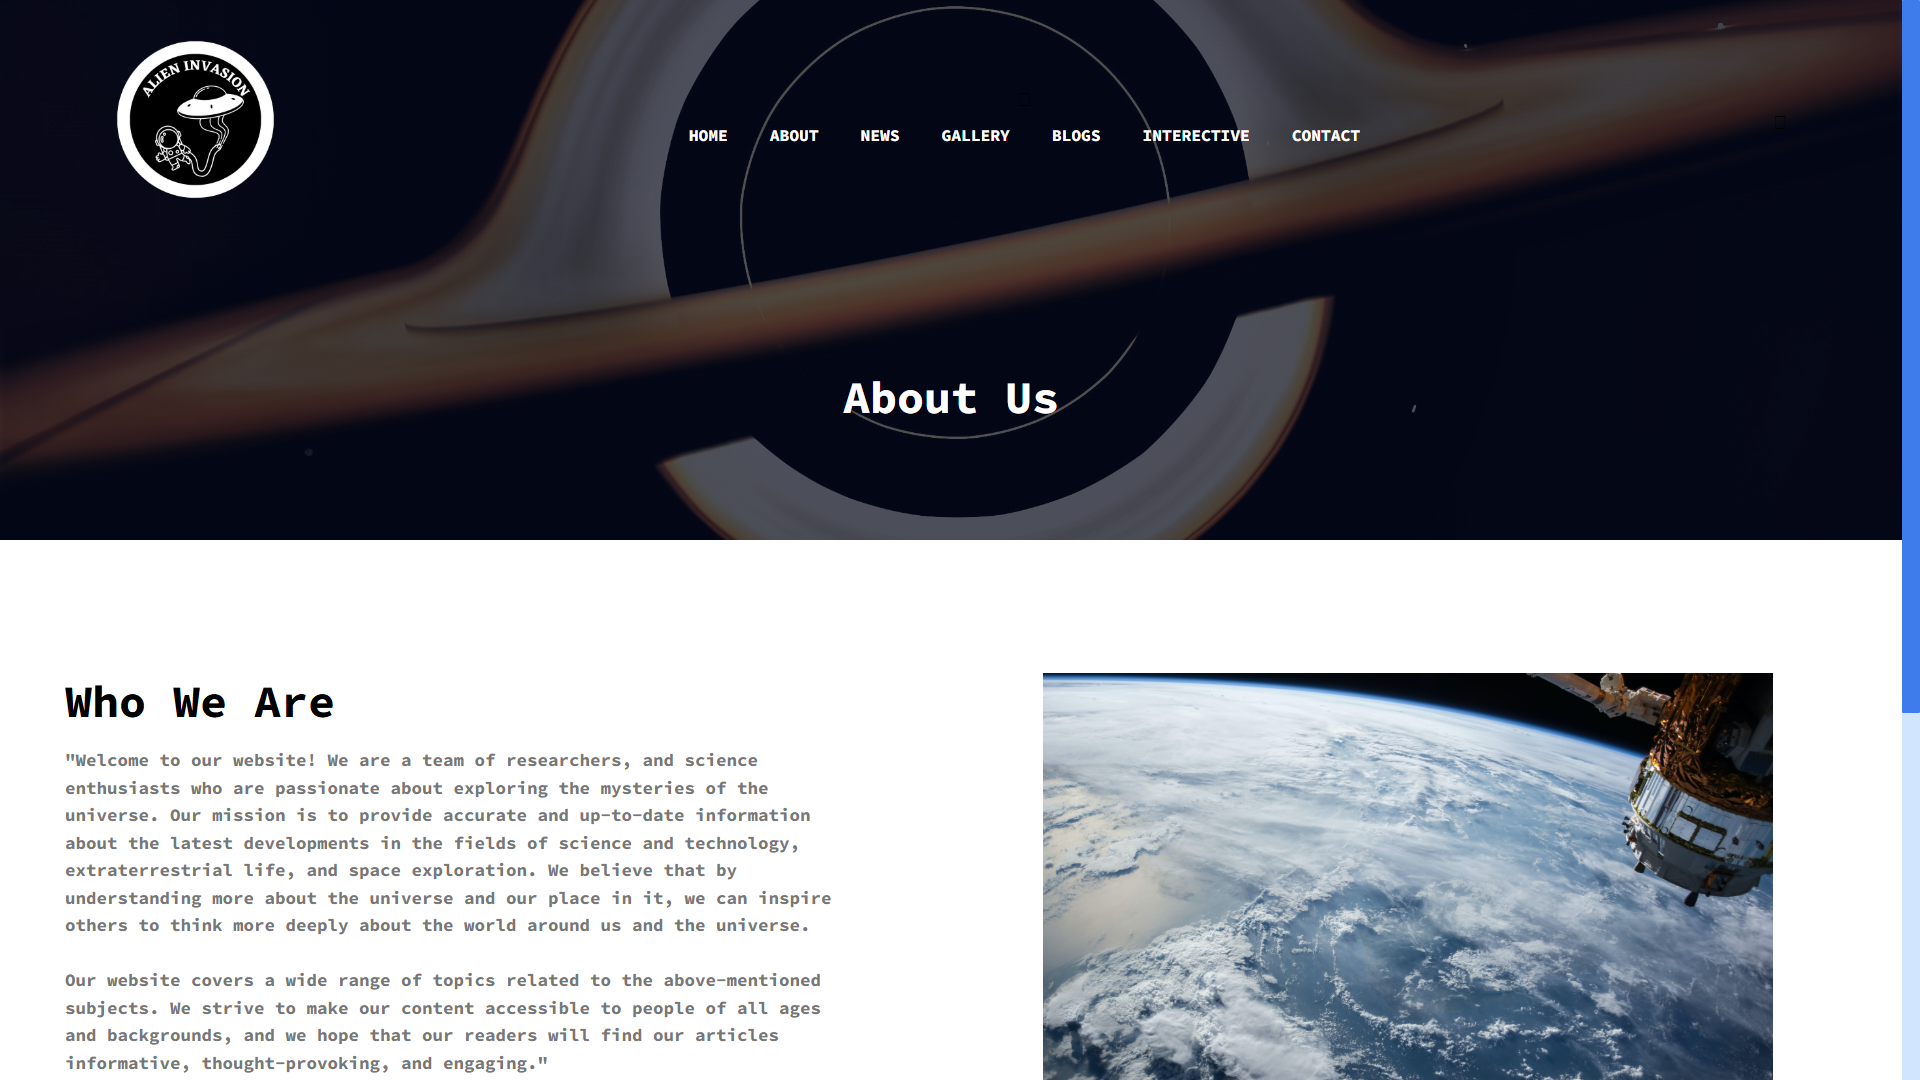 ALIEN INVASION
HOME ABOUT NEWS GALLERY BLOGS INTERECTIVE CONTACT
About Us
Who We Are
"Welcome to our website! We are a team of researchers, and science
enthusiasts who are passionate about exploring the mysteries of the
universe. Our mission is to provide accurate and up-to-date information
about the latest developments in the fields of science and technology,
extraterrestrial life, and space exploration. We believe that by
understanding more about the universe and our place in it, we can inspire
others to think more deeply about the world around us and the universe.
Our website covers a wide range of topics related to the above-mentioned
subjects. We strive to make our content accessible to people of all ages
and backgrounds, and we hope that our readers will find our articles
informative, thought-provoking, and engaging."